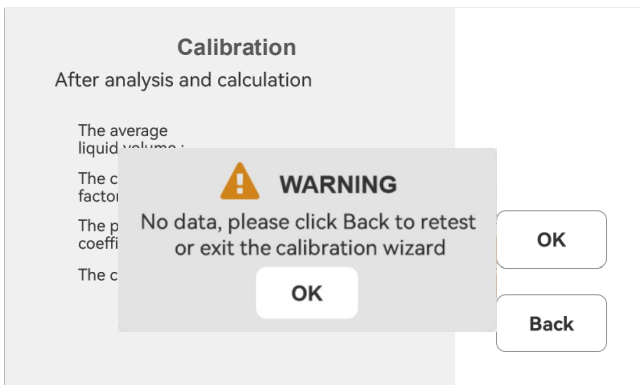 Calibration
After analysis and calculation
The average
liquid volume :
The c
factor
The p
coeffi
The c
WARNING
No data, please click Back to retest
or exit the calibration wizard
OK
OK
Back